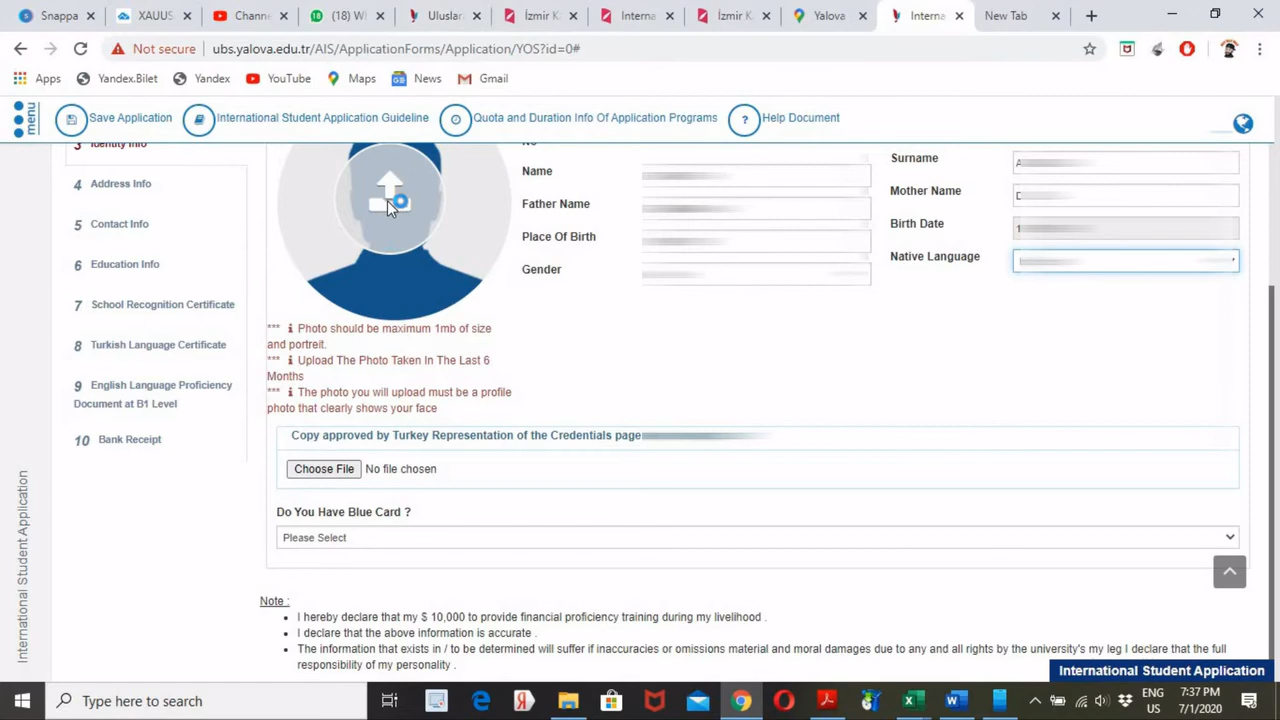 Snappa
XAUUS
Channe
(18) W
Ulusla
İzmir K
Interna
İzmir K
Yalova
Interna
New Tab
Not secure
ubs.yalova.edu.tr/AIS/ApplicationForms/Application/YOS?id=0#
Apps
Yandex.Bilet
Yandex
YouTube
Maps
News
Gmail
menu
Save Application
International Student Application Guideline
Quota and Duration Info Of Application Programs
? Help Document
3 Identity Info
4 Address Info
5 Contact Info
6 Education Info
7 School Recognition Certificate
8 Turkish Language Certificate
9 English Language Proficiency
Document at B1 Level
10 Bank Receipt
International Student Application
No
Name
Father Name
Place Of Birth
Gender
Surname
Mother Name
Birth Date
Native Language
*** i Photo should be maximum 1mb of size
and portreit.
*** i Upload The Photo Taken In The Last 6
Months
*** i The photo you will upload must be a profile
photo that clearly shows your face
Copy approved by Turkey Representation of the Credentials page
Choose File No file chosen
Do You Have Blue Card ?
Please Select
Note :
I hereby declare that my $ 10,000 to provide financial proficiency training during my livelihood .
I declare that the above information is accurate .
The information that exists in / to be determined will suffer if inaccuracies or omissions material and moral damages due to any and all rights by the university's my leg I declare that the full
responsibility of my personality .
International Student Application
Type here to search
ENG
US
7:37 PM
7/1/2020